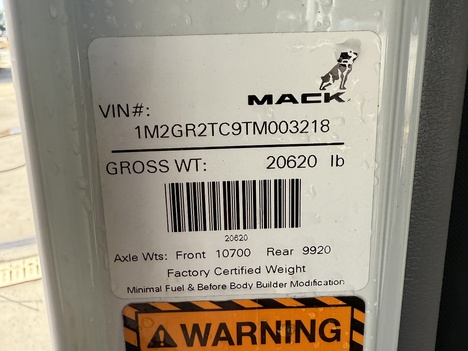 MACK
VIN#:
1M2GR2TC9TM003218
GROSS WT: 20620 lb
20620
Axle Wts: Front 10700 Rear 9920
Factory Certified Weight
Minimal Fuel & Before Body Builder Modification
WARNING